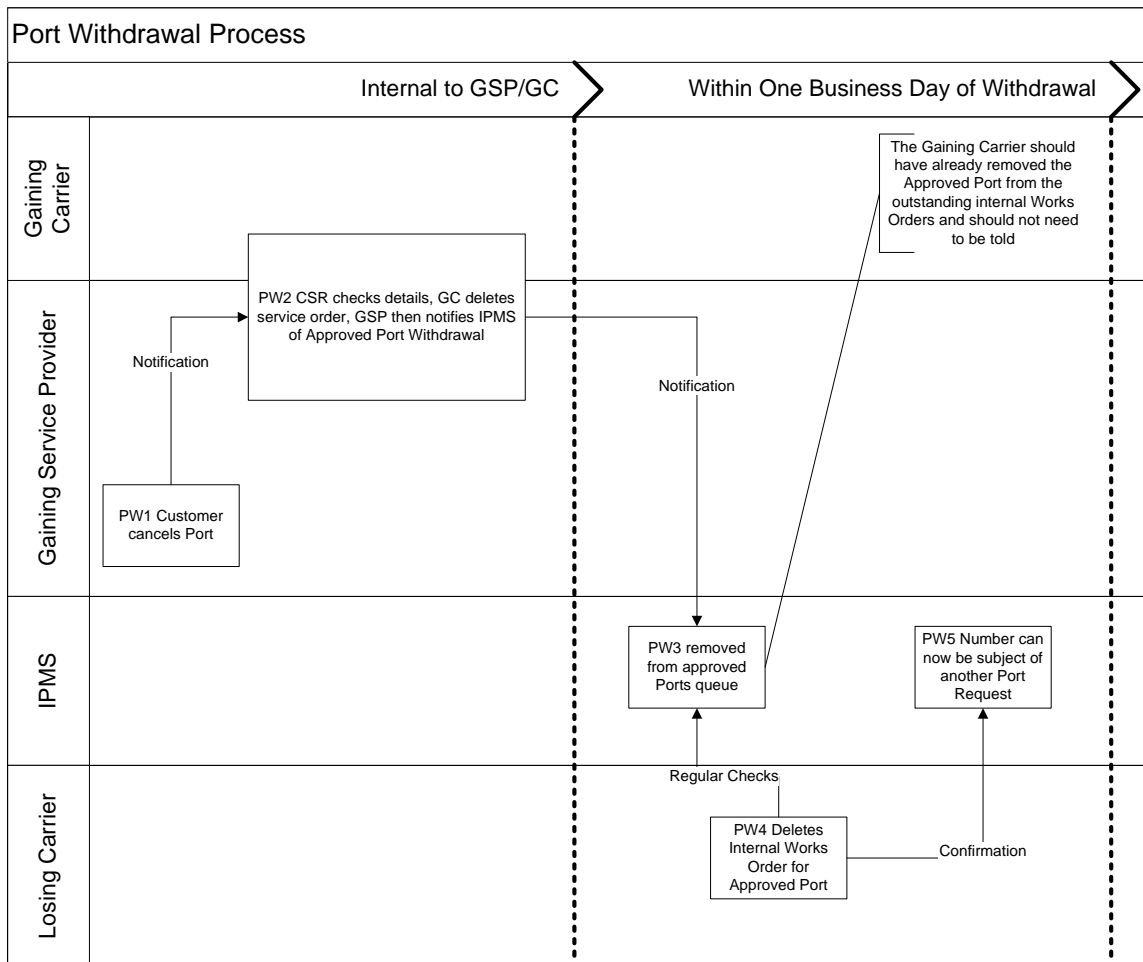 Port Withdrawal Process
Internal to GSP/GC
Within One Business Day of Withdrawal
Gaining
Carrier
The Gaining Carrier should
have already removed the
Approved Port from the
outstanding internal Works
Orders and should not need
to be told
Gaining Service Provider
PW2 CSR checks details, GC deletes
service order, GSP then notifies IPMS
of Approved Port Withdrawal
Notification
Notification
PW1 Customer
cancels Port
IPMS
PW3 removed
from approved
Ports queue
PW5 Number can
now be subject of
another Port
Request
Losing Carrier
Regular Checks
PW4 Deletes
Internal Works
Order for
Approved Port
Confirmation